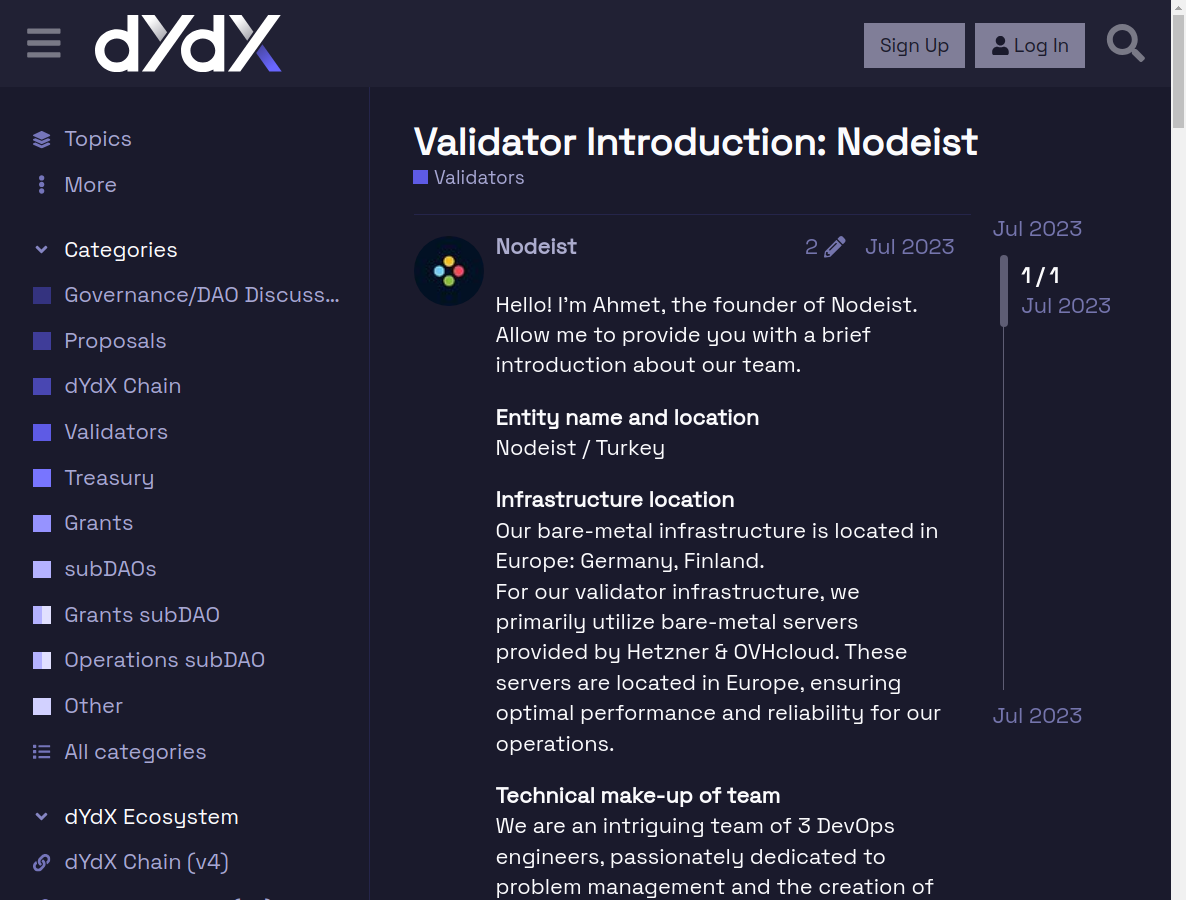 dYdX
Sign Up
Log In
Topics
More
Categories
Governance/DAO Discuss...
Proposals
dYdX Chain
Validators
Treasury
Grants
subDAOs
Grants subDAO
Operations subDAO
Other
All categories
dYdX Ecosystem
dYdX Chain (v4)
Validator Introduction: Nodeist
Validators
Nodeist
2
Jul 2023
Hello! I'm Ahmet, the founder of Nodeist.
Allow me to provide you with a brief
introduction about our team.
Entity name and location
Nodeist / Turkey
Infrastructure location
Our bare-metal infrastructure is located in
Europe: Germany, Finland.
For our validator infrastructure, we
primarily utilize bare-metal servers
provided by Hetzner & OVHcloud. These
servers are located in Europe, ensuring
optimal performance and reliability for our
operations.
Technical make-up of team
We are an intriguing team of 3 DevOps
engineers, passionately dedicated to
problem management and the creation of
Jul 2023
1 / 1
Jul 2023
Jul 2023